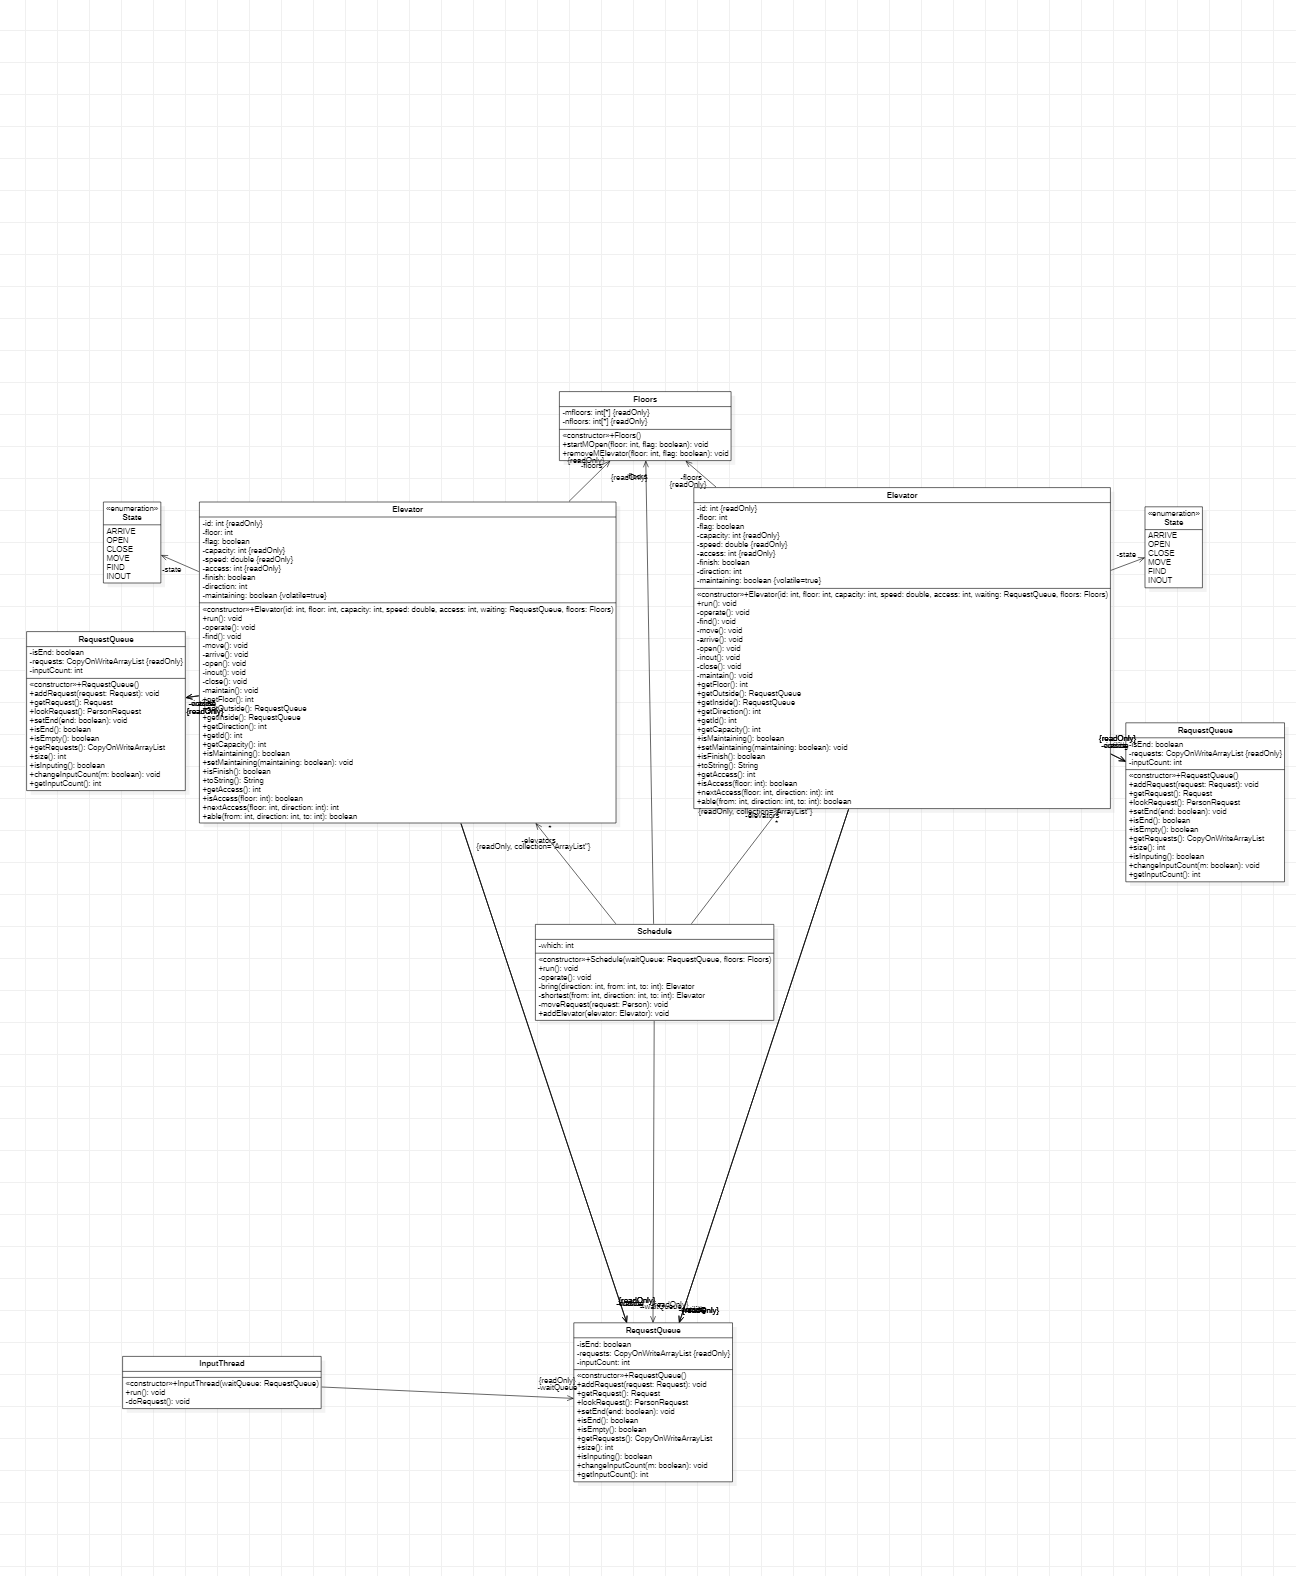 Floors
-mfloors: int[*] {readOnly}
-nfloors: int[*] {readOnly}
«constructor»+Floors()
+startMOpen(floor: int, flag: boolean): void
+removeMElevator(floor: int, flag: boolean): void
{readOnly}
-floors
{readOnly}
-floors
-floors
{readOnly}
«enumeration»
State
ARRIVE
OPEN
CLOSE
MOVE
FIND
INOUT
-state
Elevator
-id: int {readOnly}
-floor: int
-flag: boolean
-capacity: int {readOnly}
-speed: double {readOnly}
-access: int {readOnly}
-finish: boolean
-direction: int
-maintaining: boolean {volatile=true}
«constructor»+Elevator(id: int, floor: int, capacity: int, speed: double, access: int, waiting: RequestQueue, floors: Floors)
+run(): void
-operate(): void
-find(): void
-move(): void
-arrive(): void
-open(): void
-inout(): void
-close(): void
-maintain(): void
+getFloor(): int
+getOutside(): RequestQueue
+getInside(): RequestQueue
+getDirection(): int
+getId(): int
+getCapacity(): int
+isMaintaining(): boolean
+setMaintaining(maintaining: boolean): void
+isFinish(): boolean
+toString(): String
+getAccess(): int
+isAccess(floor: int): boolean
+nextAccess(floor: int, direction: int): int
+able(from: int, direction: int, to: int): boolean
Elevator
-id: int {readOnly}
-floor: int
-flag: boolean
-capacity: int {readOnly}
-speed: double {readOnly}
-access: int {readOnly}
-finish: boolean
-direction: int
-maintaining: boolean {volatile=true}
«constructor»+Elevator(id: int, floor: int, capacity: int, speed: double, access: int, waiting: RequestQueue, floors: Floors)
+run(): void
-operate(): void
-find(): void
-move(): void
-arrive(): void
-open(): void
-inout(): void
-close(): void
-maintain(): void
+getFloor(): int
+getOutside(): RequestQueue
+getInside(): RequestQueue
+getDirection(): int
+getId(): int
+getCapacity(): int
+isMaintaining(): boolean
+setMaintaining(maintaining: boolean): void
+isFinish(): boolean
+toString(): String
+getAccess(): int
+isAccess(floor: int): boolean
+nextAccess(floor: int, direction: int): int
+able(from: int, direction: int, to: int): boolean
«enumeration»
State
ARRIVE
OPEN
CLOSE
MOVE
FIND
INOUT
-state
RequestQueue
-isEnd: boolean
-requests: CopyOnWriteArrayList {readOnly}
-inputCount: int
«constructor»+RequestQueue()
+addRequest(request: Request): void
+getRequest(): Request
+lookRequest(): PersonRequest
+setEnd(end: boolean): void
+isEnd(): boolean
+isEmpty(): boolean
+getRequests(): CopyOnWriteArrayList
+size(): int
+isInputing(): boolean
+changeInputCount(m: boolean): void
+getInputCount(): int
{readOnly}
{readOnly}
RequestQueue
-isEnd: boolean
-requests: CopyOnWriteArrayList {readOnly}
-inputCount: int
«constructor»+RequestQueue()
+addRequest(request: Request): void
+getRequest(): Request
+lookRequest(): PersonRequest
+setEnd(end: boolean): void
+isEnd(): boolean
+isEmpty(): boolean
+getRequests(): CopyOnWriteArrayList
+size(): int
+isInputing(): boolean
+changeInputCount(m: boolean): void
+getInputCount(): int
*
-elevators
{readOnly, collection="ArrayList"}
{readOnly, collection="ArrayList"}
-elevators
*
Schedule
-which: int
«constructor»+Schedule(waitQueue: RequestQueue, floors: Floors)
+run(): void
-operate(): void
-bring(direction: int, from: int, to: int): Elevator
-shortest(from: int, direction: int, to: int): Elevator
-moveRequest(request: Person): void
+addElevator(elevator: Elevator): void
{readOnly}
{readOnly}
-waitQueue
{readOnly}
RequestQueue
-isEnd: boolean
-requests: CopyOnWriteArrayList {readOnly}
-inputCount: int
«constructor»+RequestQueue()
+addRequest(request: Request): void
+getRequest(): Request
+lookRequest(): PersonRequest
+setEnd(end: boolean): void
+isEnd(): boolean
+isEmpty(): boolean
+getRequests(): CopyOnWriteArrayList
+size(): int
+isInputing(): boolean
+changeInputCount(m: boolean): void
+getInputCount(): int
InputThread
«constructor»+InputThread(waitQueue: RequestQueue)
+run(): void
-doRequest(): void
{readOnly}
-waitQueue